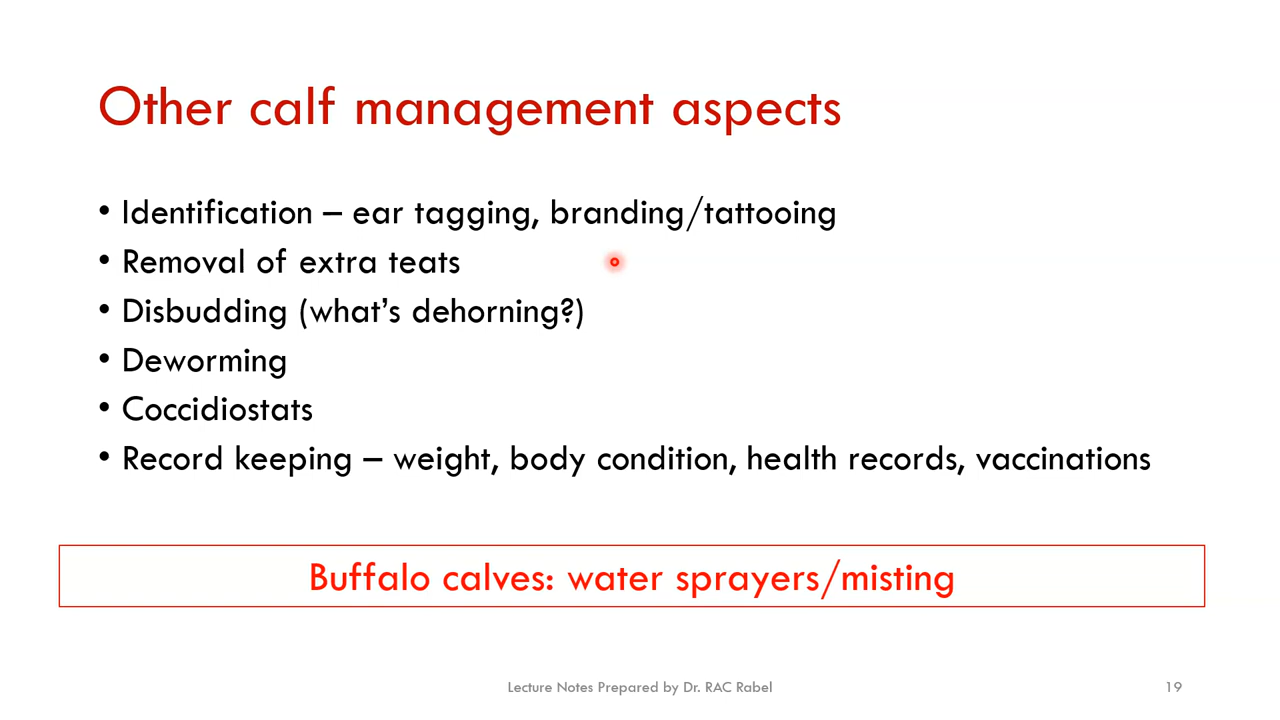 Other calf management aspects
• Identification – ear tagging, branding/tattooing
• Removal of extra teats
• Disbudding (what’s dehorning?)
• Deworming
• Coccidiostats
• Record keeping – weight, body condition, health records, vaccinations
Buffalo calves: water sprayers/misting
Lecture Notes Prepared by Dr. RAC Rabel
19